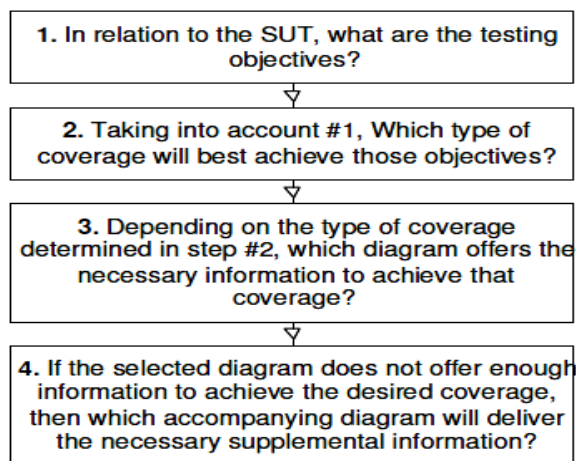 1. In relation to the SUT, what are the testing
objectives?
2. Taking into account #1, Which type of
coverage will best achieve those objectives?
3. Depending on the type of coverage
determined in step #2, which diagram offers the
necessary information to achieve that
coverage?
4. If the selected diagram does not offer enough
information to achieve the desired coverage,
then which accompanying diagram will deliver
the necessary supplemental information?